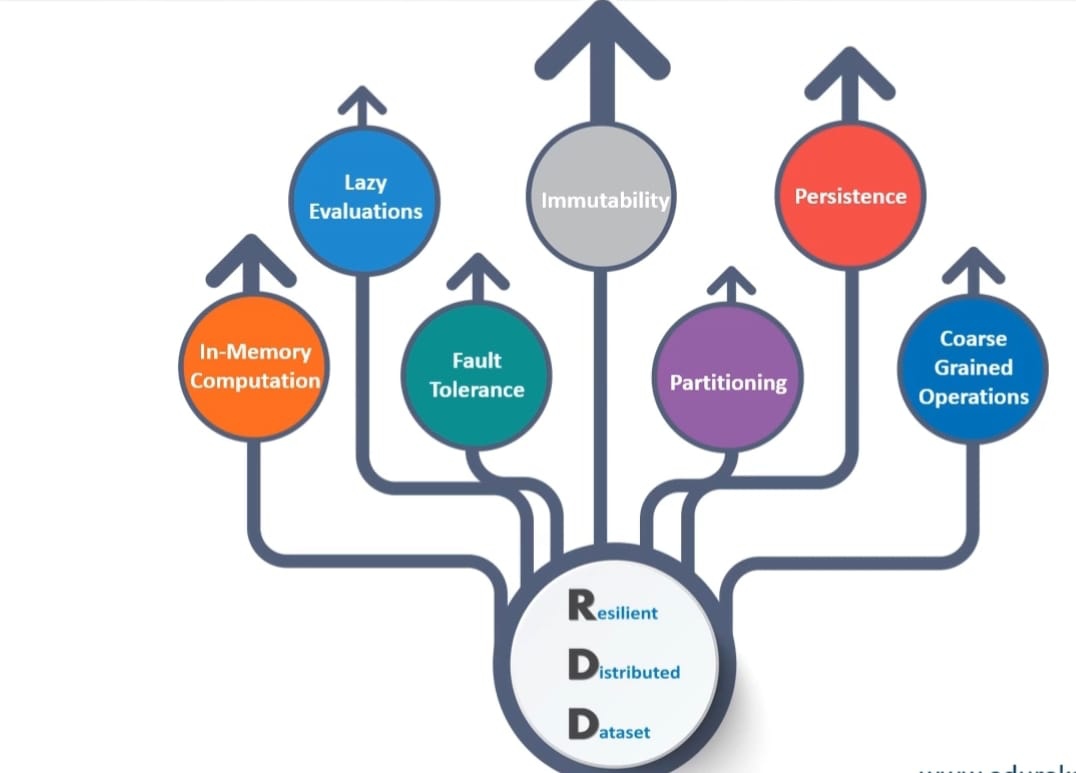 Lazy
Evaluations
Immutability
Persistence
In-Memory
Computation
Fault
Tolerance
Partitioning
Coarse
Grained
Operations
Resilient
Distributed
Dataset